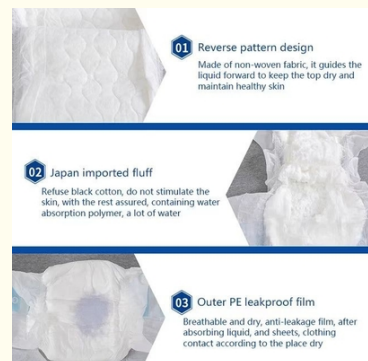 01 Reverse pattern design
Made of non-woven fabric, it guides the
liquid forward to keep the top dry and
maintain healthy skin
02 Japan imported fluff
Refuse black cotton, do not stimulate the
skin, with the rest assured, containing water
absorption polymer, a lot of water
03 Outer PE leakproof film
Breathable and dry, anti-leakage film, after
absorbing liquid, and sheets, clothing
contact according to the place dry